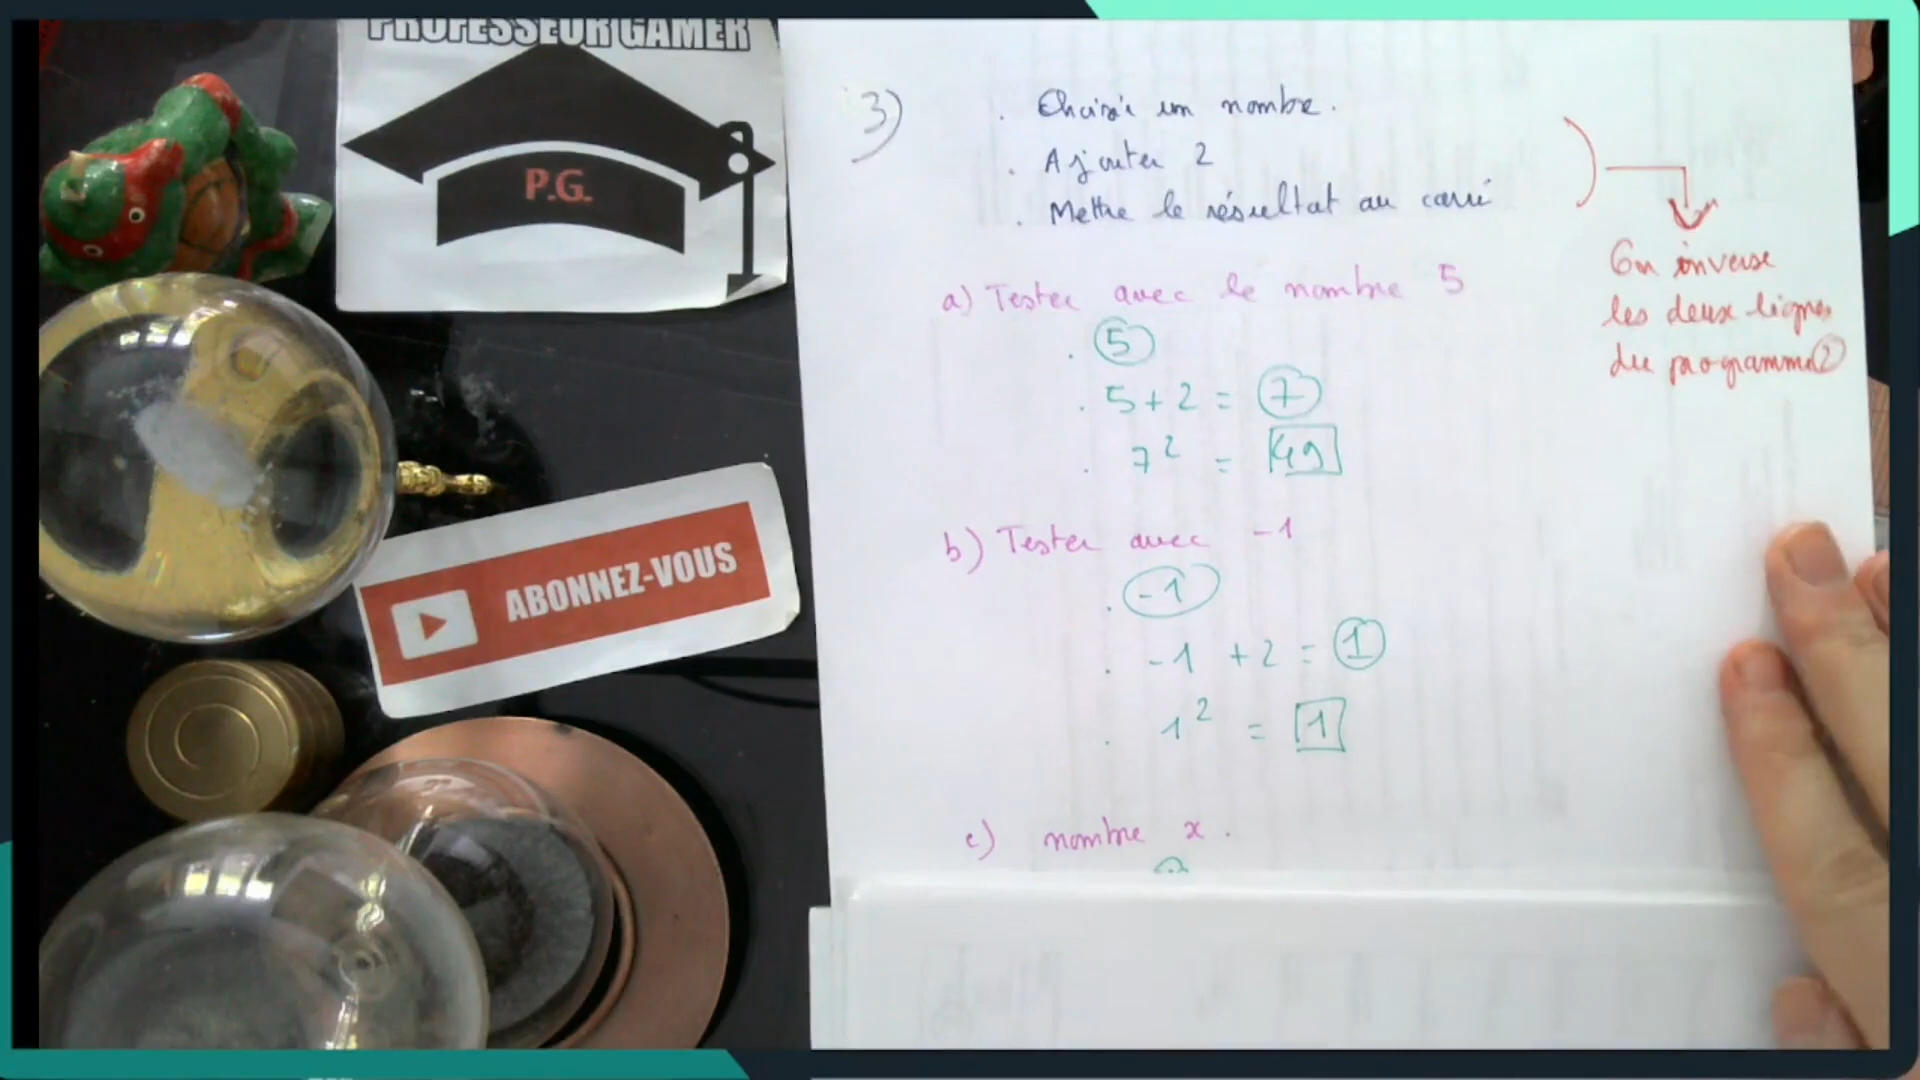 PROFESSEUR GAMER
P.G.
ABONNEZ-VOUS
3)
. Choisir un nombre.
. Ajouter 2
. Mettre le résultat au carré
On inverse
les deux lignes
du programme 2
a) Tester avec le nombre 5
. 5
. 5 + 2 = 7
. 7² = 49
b) Tester avec -1
. -1
. -1 + 2 = 1
. 1² = 1
c) nombre x.